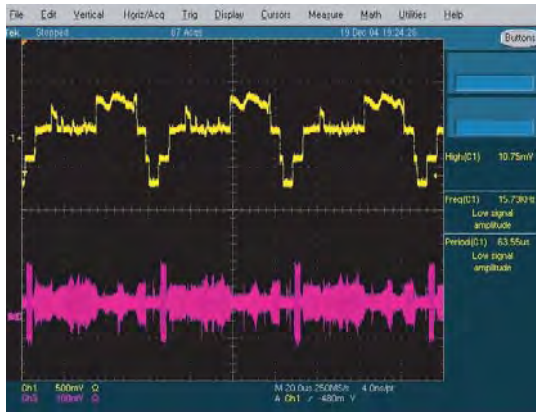 File Edit Vertical Horiz/Acq Trig Display Cursors Measure Math Utilities Help
Tek Stopped 87 Acqs 19 Dec 04 19:24:26 Buttons
High(C1) 10.75mV
Freq(C1) 15.73KHz
Low signal
amplitude
Period(C1) 63.55us
Low signal
amplitude
Ch1 500mV Ω M 20.0us 250MS/s 4.0ns/pt
Ch3 100mV Ω A Ch1 -480m V